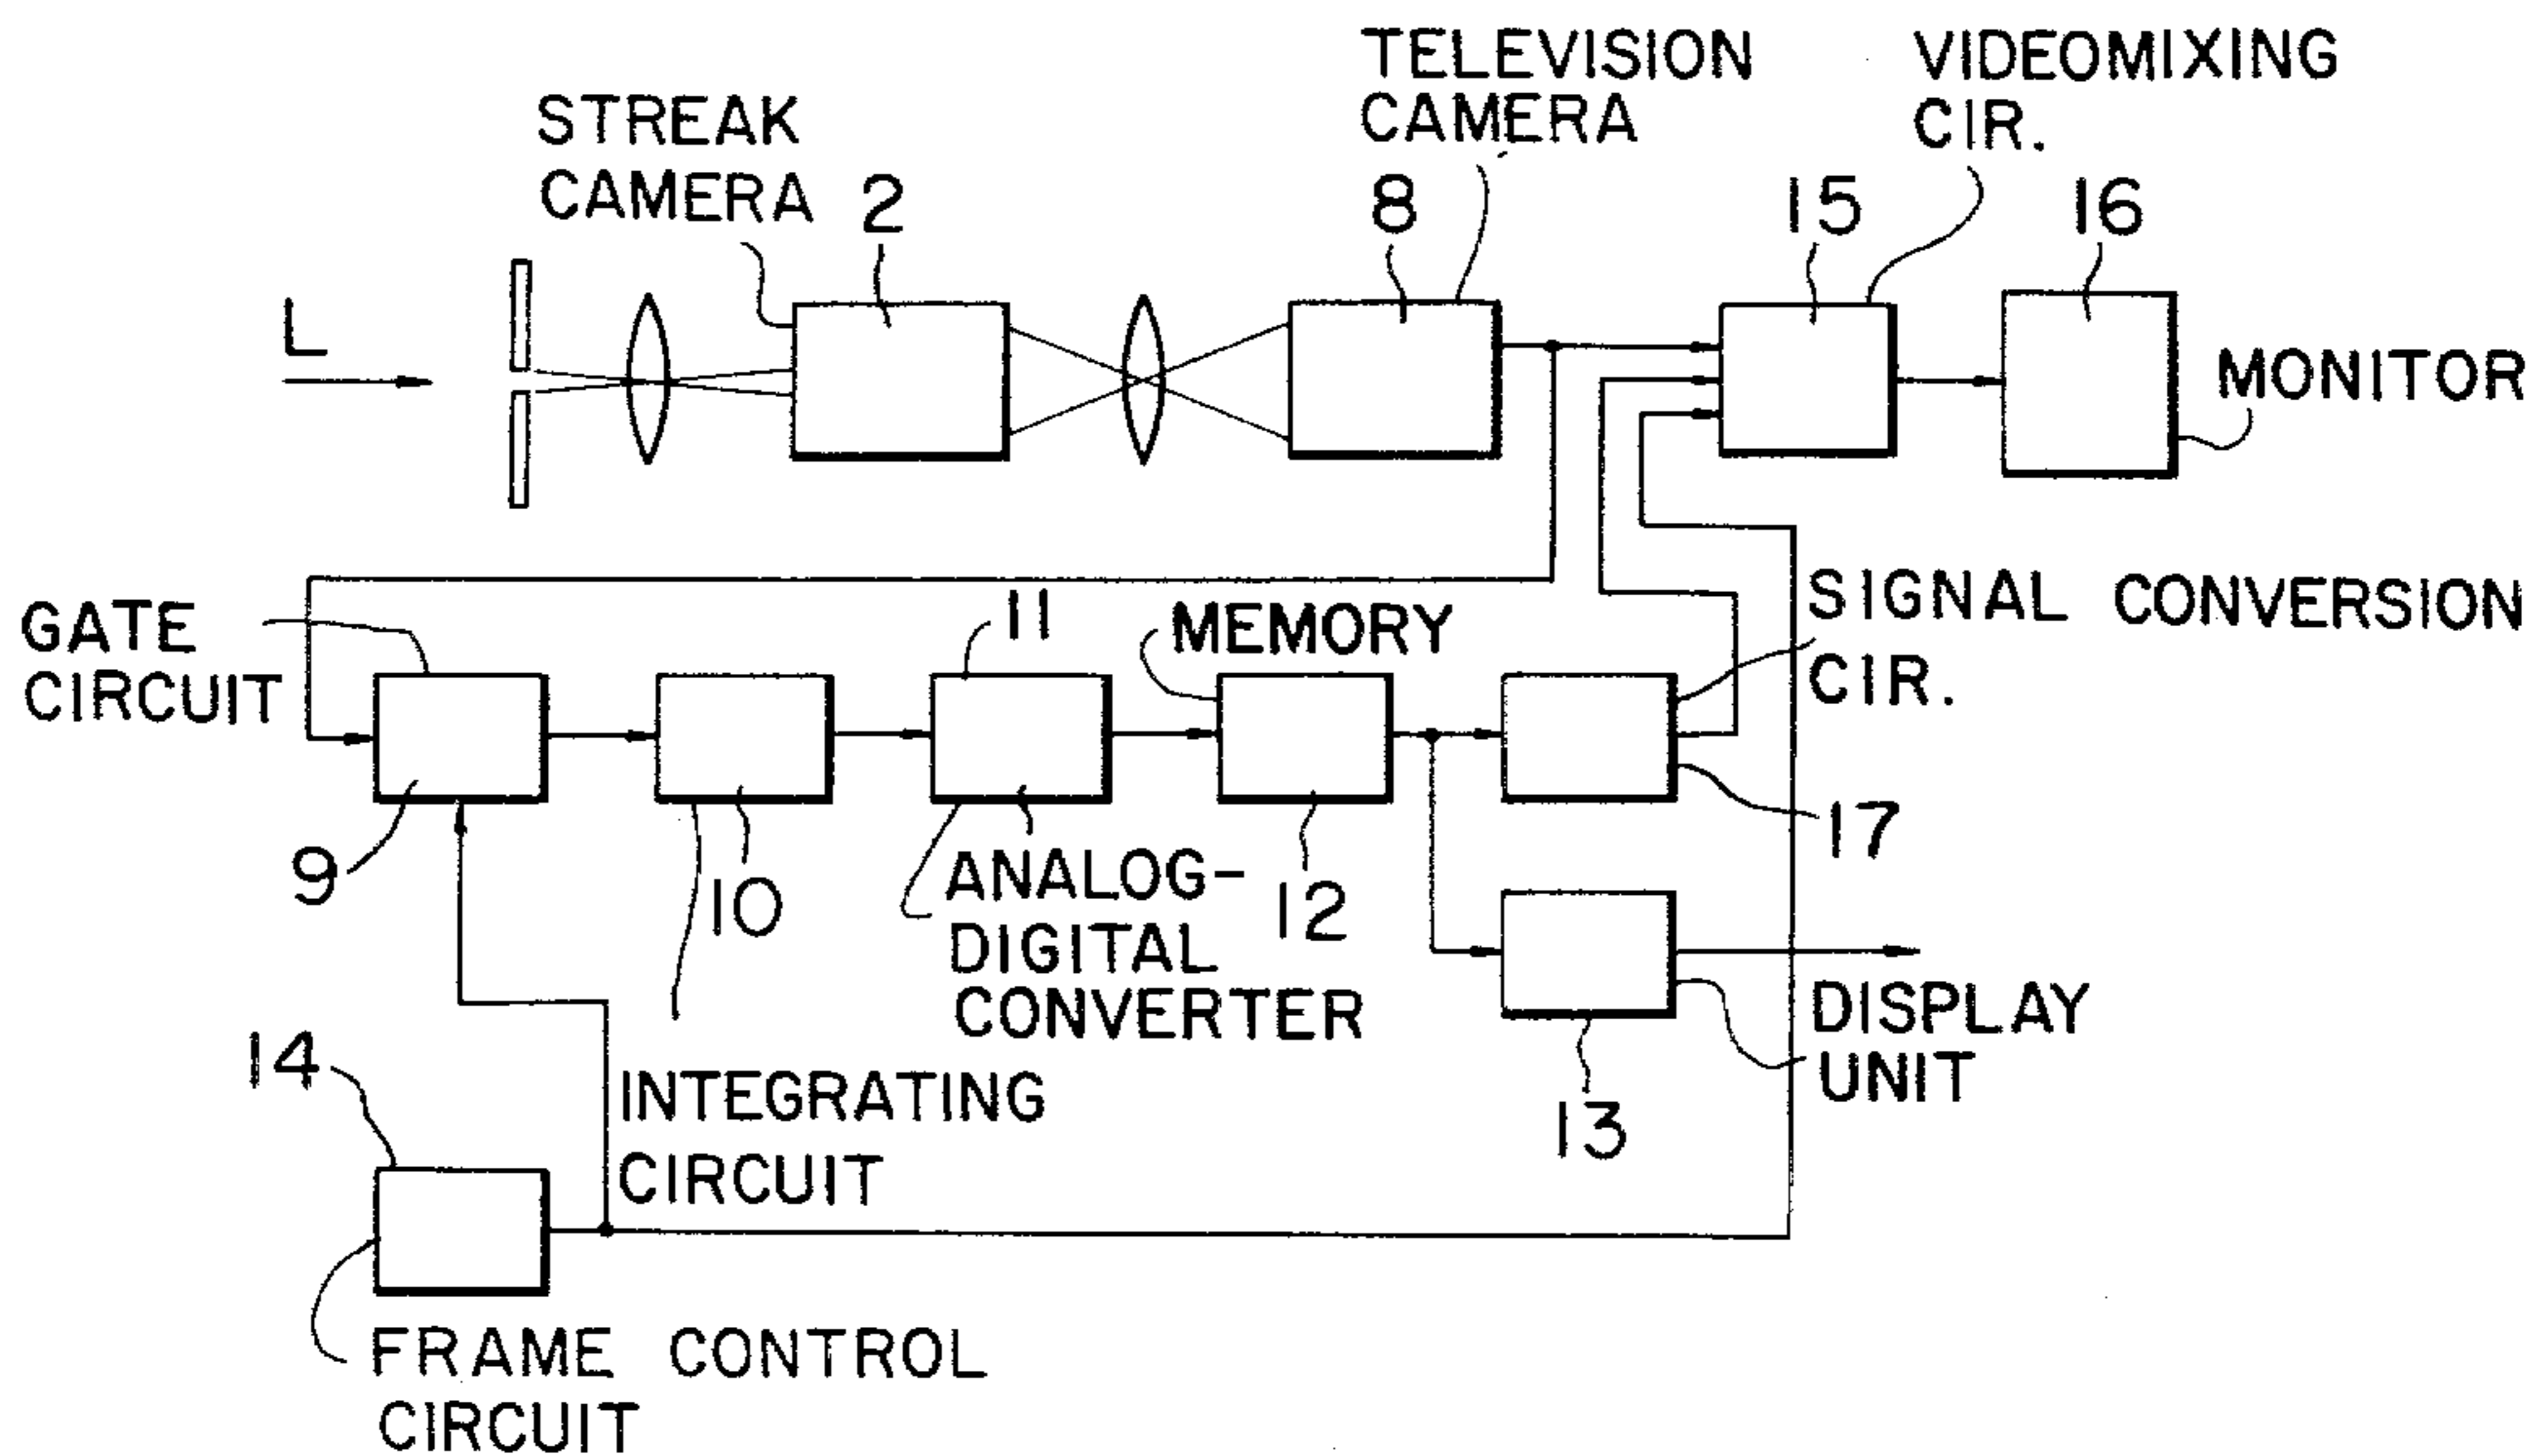 TELEVISION
CAMERA
VIDEOMIXING
CIR.
STREAK
CAMERA
2
8
15
16
L
MONITOR
GATE
CIRCUIT
11
MEMORY
SIGNAL CONVERSION
CIR.
9
10
ANALOG-
DIGITAL
CONVERTER
12
17
DISPLAY
UNIT
13
14
INTEGRATING
CIRCUIT
FRAME CONTROL
CIRCUIT